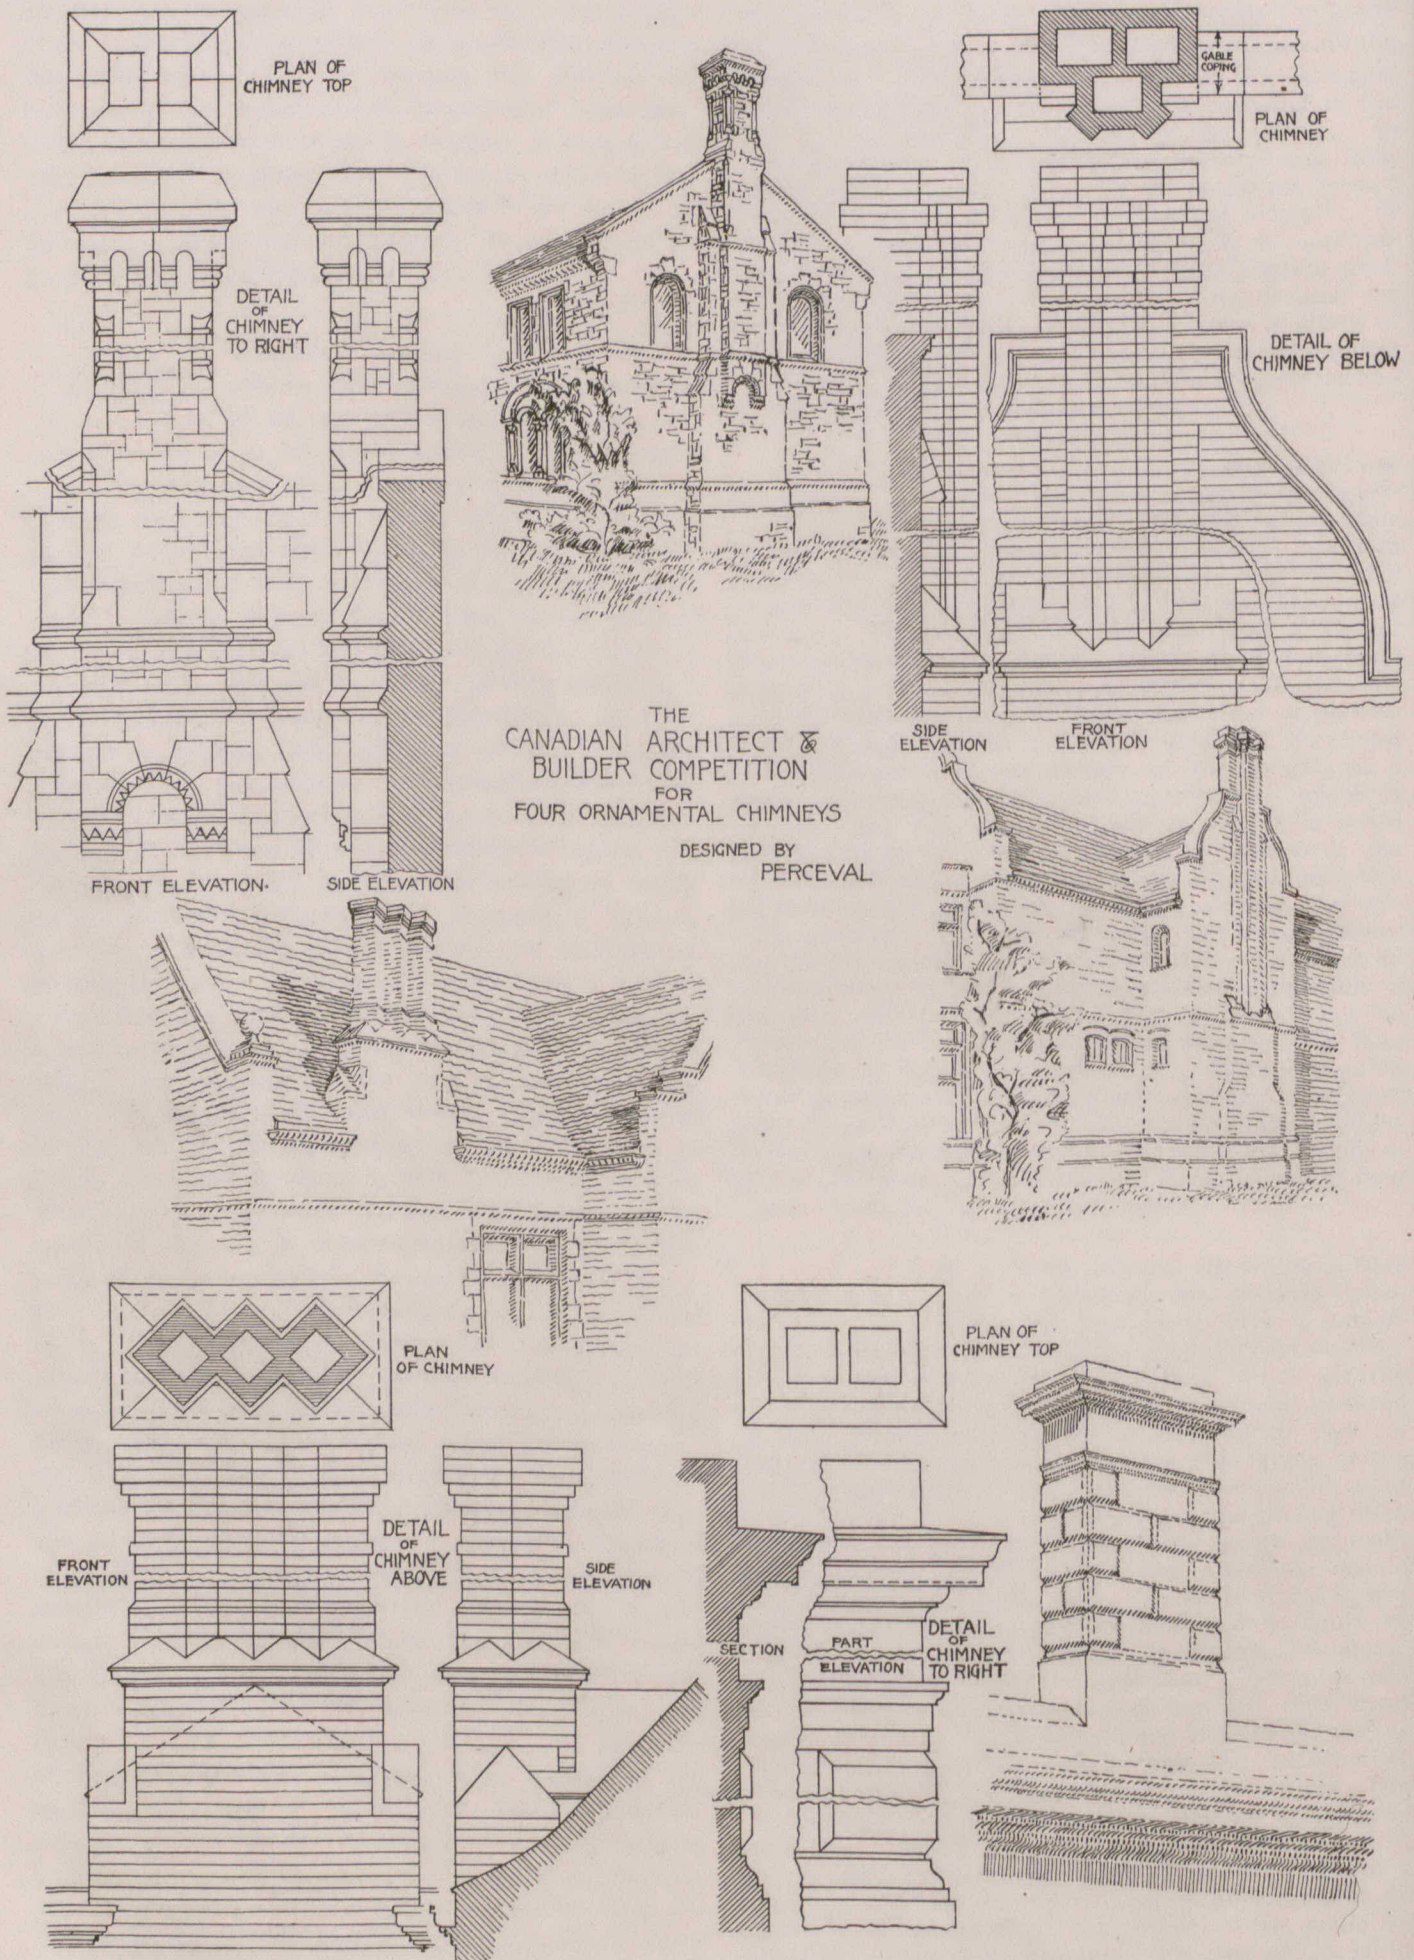 PLAN OF
CHIMNEY TOP
GABLE
COPING
PLAN OF
CHIMNEY
DETAIL
OF
CHIMNEY
TO RIGHT
DETAIL OF
CHIMNEY BELOW
THE
CANADIAN ARCHITECT &
BUILDER COMPETITION
FOR
FOUR ORNAMENTAL CHIMNEYS
DESIGNED BY
PERCEVAL
SIDE
ELEVATION
FRONT
ELEVATION
FRONT ELEVATION.
SIDE ELEVATION
PLAN
OF CHIMNEY
PLAN OF
CHIMNEY TOP
FRONT
ELEVATION
DETAIL
OF
CHIMNEY
ABOVE
SIDE
ELEVATION
SECTION
PART
ELEVATION
DETAIL
OF
CHIMNEY
TO RIGHT